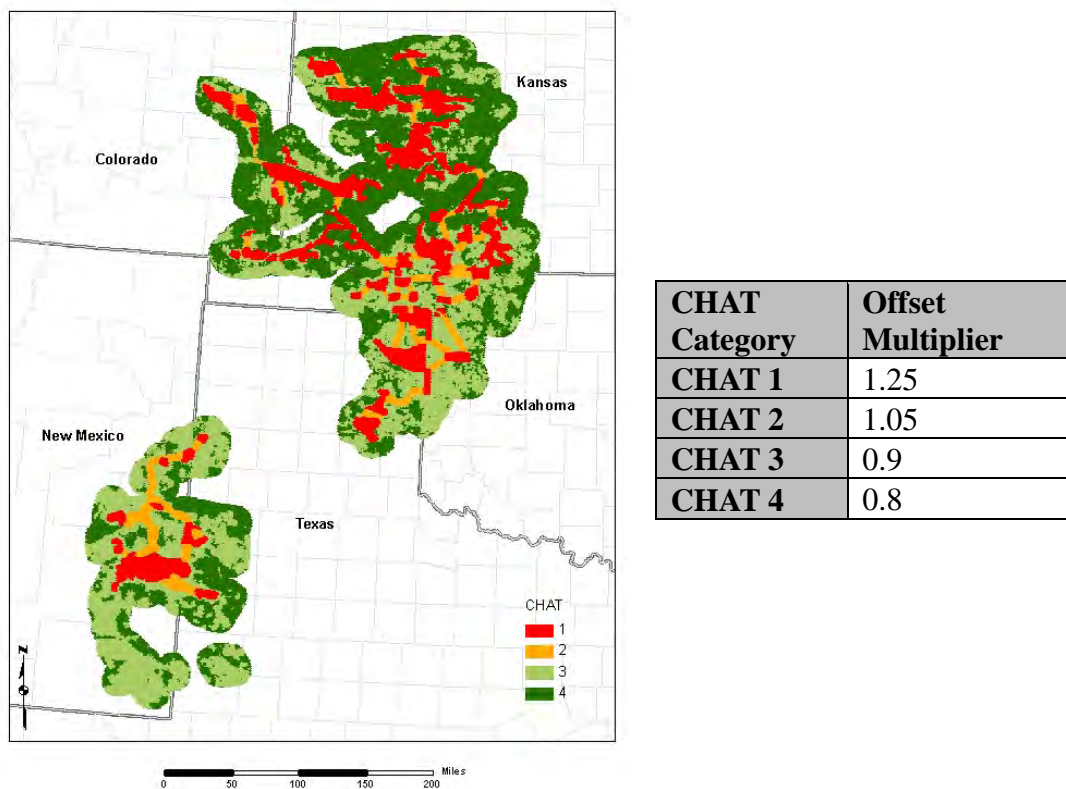 Kansas
Colorado
Oklahoma
New Mexico
Texas
CHAT
1
2
3
4
N
Miles
0 50 100 150 200
CHAT Category Offset Multiplier
CHAT 1 1.25
CHAT 2 1.05
CHAT 3 0.9
CHAT 4 0.8